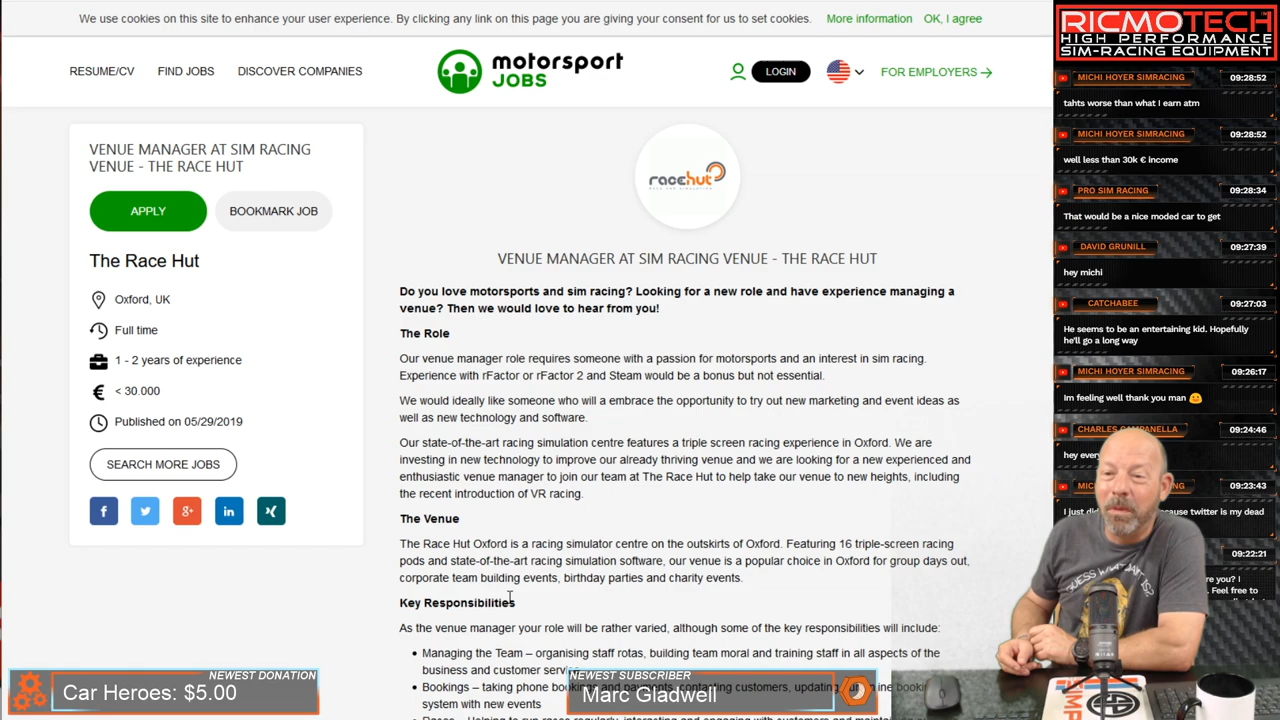 We use cookies on this site to enhance your user experience. By clicking any link on this page you are giving your consent for us to set cookies.
More information
OK, I agree
RESUME/CV
FIND JOBS
DISCOVER COMPANIES
motorsport
JOBS
LOGIN
FOR EMPLOYERS
VENUE MANAGER AT SIM RACING
VENUE - THE RACE HUT
APPLY
BOOKMARK JOB
The Race Hut
Oxford, UK
Full time
1 - 2 years of experience
€
< 30.000
Published on 05/29/2019
SEARCH MORE JOBS
racehut
VENUE MANAGER AT SIM RACING VENUE - THE RACE HUT
Do you love motorsports and sim racing? Looking for a new role and have experience managing a
venue? Then we would love to hear from you!
The Role
Our venue manager role requires someone with a passion for motorsports and an interest in sim racing.
Experience with rFactor or rFactor 2 and Steam would be a bonus but not essential.
We would ideally like someone who will a embrace the opportunity to try out new marketing and event ideas as
well as new technology and software.
Our state-of-the-art racing simulation centre features a triple screen racing experience in Oxford. We are
investing in new technology to improve our already thriving venue and we are looking for a new experienced and
enthusiastic venue manager to join our team at The Race Hut to help take our venue to new heights, including
the recent introduction of VR racing.
The Venue
The Race Hut Oxford is a racing simulator centre on the outskirts of Oxford. Featuring 16 triple-screen racing
pods and state-of-the-art racing simulation software, our venue is a popular choice in Oxford for group days out,
corporate team building events, birthday parties and charity events.
Key Responsibilities
As the venue manager your role will be rather varied, although some of the key responsibilities will include:
Managing the Team – organising staff rotas, building team moral and training staff in all aspects of the
business and customer
Bookings – taking phone customers, updating
system with new events
RICMOTECH
HIGH PERFORMANCE
SIM-RACING EQUIPMENT
MICHI HOYER SIMRACING 09:28:52
tahts worse than what I earn atm
MICHI HOYER SIMRACING 09:28:52
well less than 30k € income
PRO SIM RACING 09:28:34
That would be a nice moded car to get
DAVID GRUNILL 09:27:39
hey michi
CATCHABEE 09:27:03
He seems to be an entertaining kid. Hopefully
he'll go a long way
MICHI HOYER SIMRACING 09:26:17
Im feeling well thank you man
CHARLES CAMPANELLA 09:24:46
hey
09:23:43
I just twitter is my dead
09:22:21
re you? I
Feel free to
NEWEST DONATION
Car Heroes: $5.00
NEWEST SUBSCRIBER
Marc Gladwell